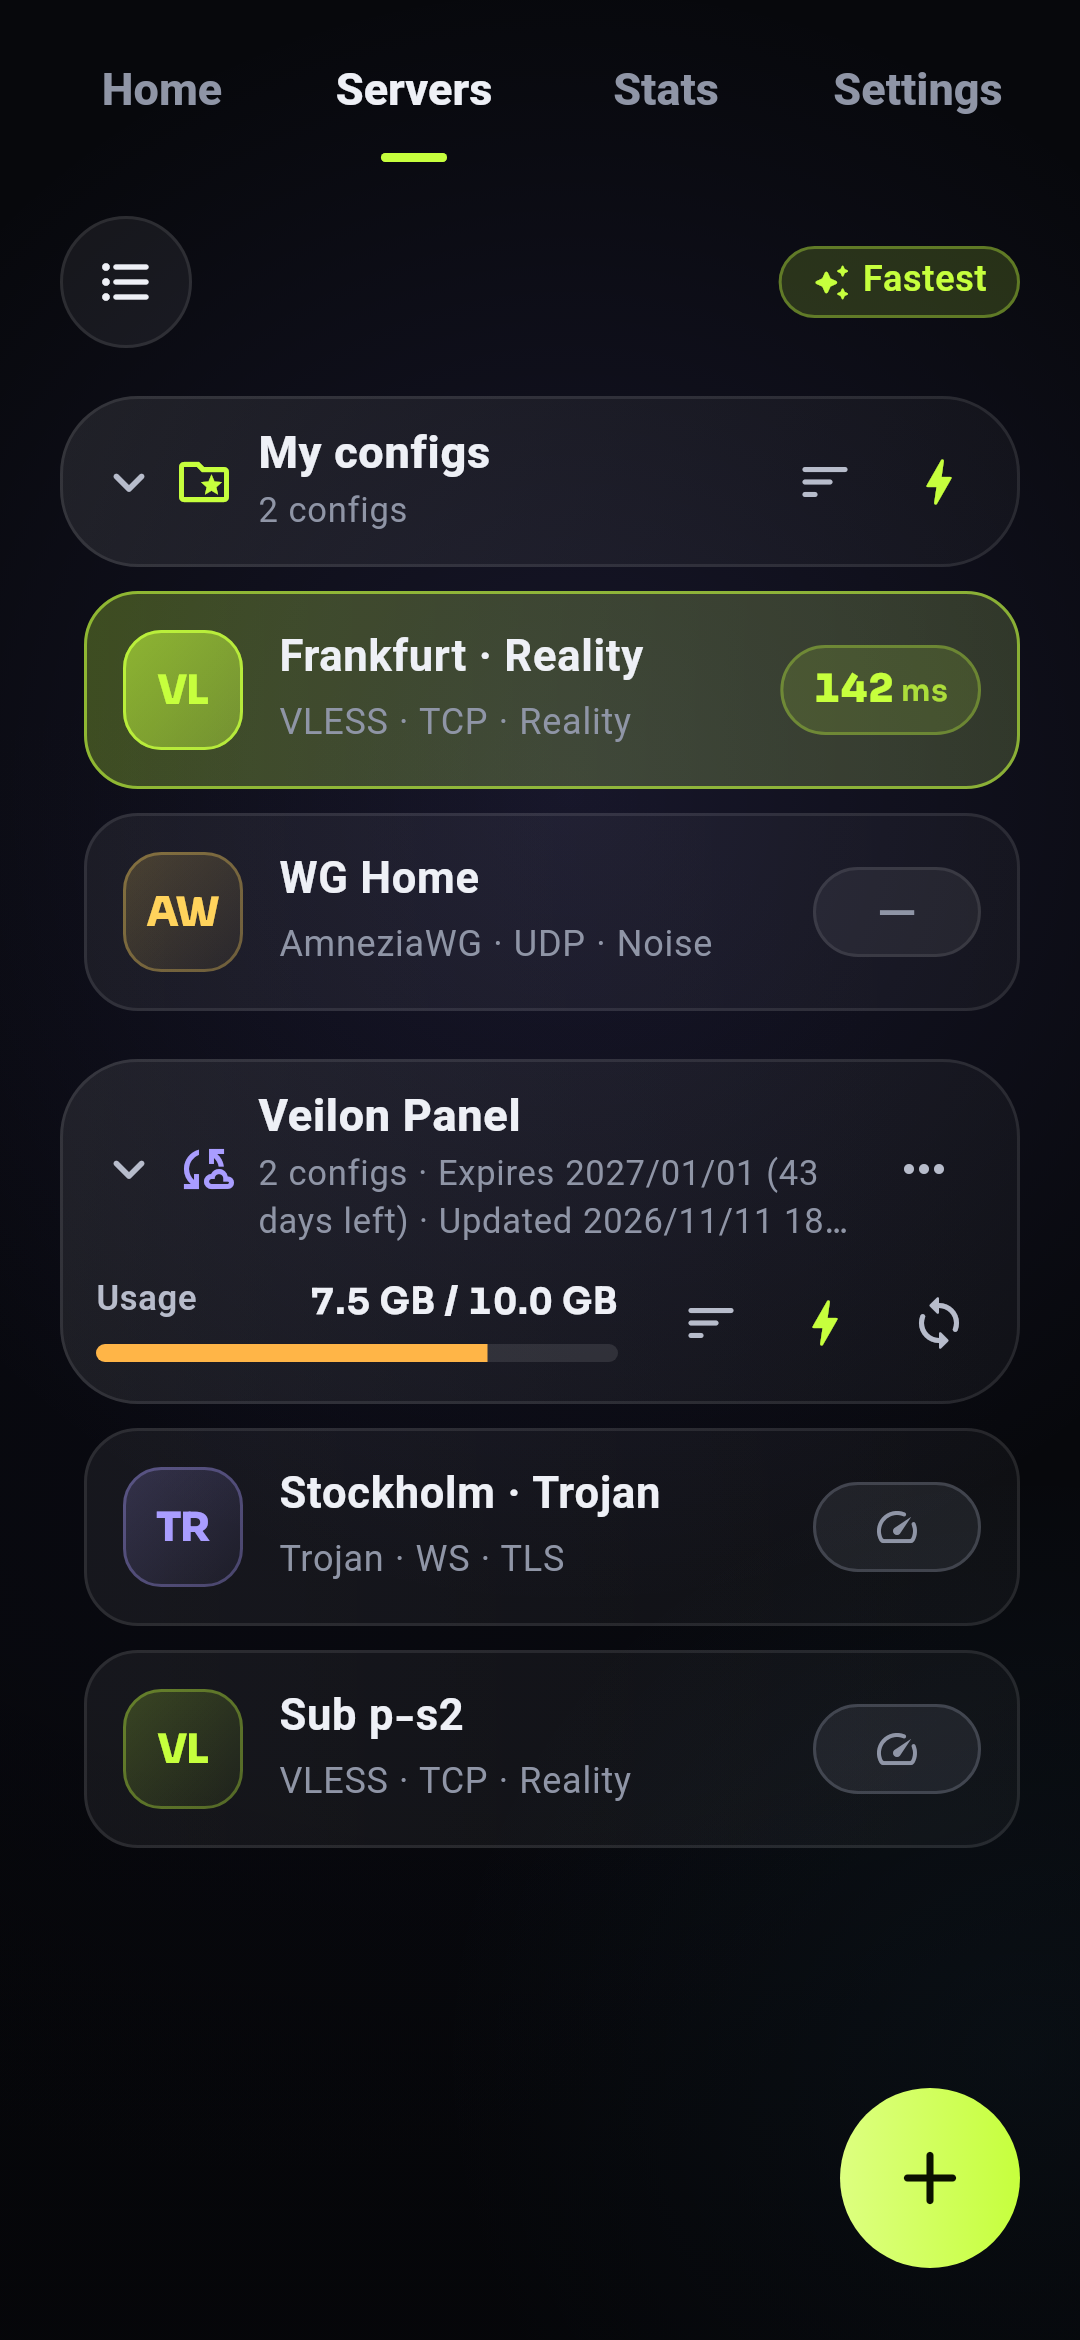 Home
Servers
Stats
Settings
Fastest
My configs
2 configs
VL
Frankfurt · Reality
VLESS · TCP · Reality
142 ms
AW
WG Home
AmneziaWG · UDP · Noise
—
Veilon Panel
2 configs · Expires 2027/01/01 (43
days left) · Updated 2026/11/11 18…
Usage
7.5 GB / 10.0 GB
TR
Stockholm · Trojan
Trojan · WS · TLS
VL
Sub p-s2
VLESS · TCP · Reality